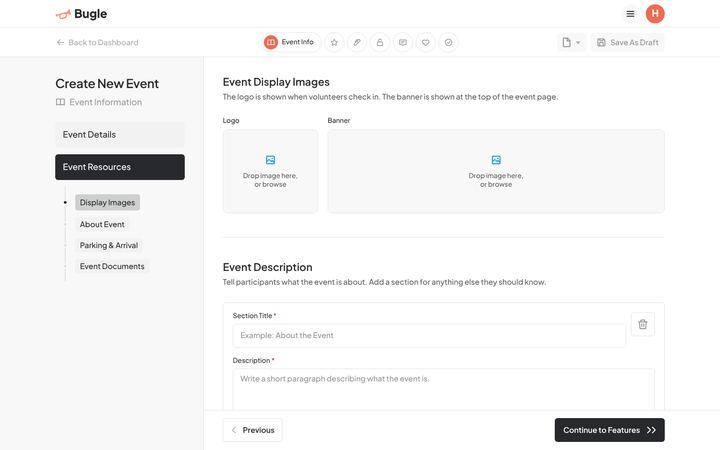 Bugle
H
Back to Dashboard
Event Info
Save As Draft
Create New Event
Event Information
Event Details
Event Resources
Display Images
About Event
Parking & Arrival
Event Documents
Event Display Images
The logo is shown when volunteers check in. The banner is shown at the top of the event page.
Logo
Banner
Drop image here,
or browse
Drop image here,
or browse
Event Description
Tell participants what the event is about. Add a section for anything else they should know.
Section Title *
Example: About the Event
Description *
Write a short paragraph describing what the event is.
Previous
Continue to Features